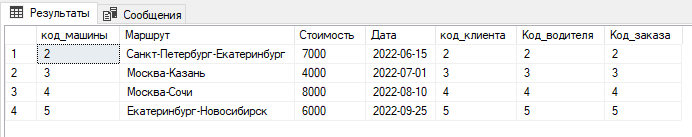 Результаты Сообщения
код_машины Маршрут Стоимость Дата код_клиента Код_водителя Код_заказа
1 2 Санкт-Петербург-Екатеринбург 7000 2022-06-15 2 2 2
2 3 Москва-Казань 4000 2022-07-01 3 3 3
3 4 Москва-Сочи 8000 2022-08-10 4 4 4
4 5 Екатеринбург-Новосибирск 6000 2022-09-25 5 5 5